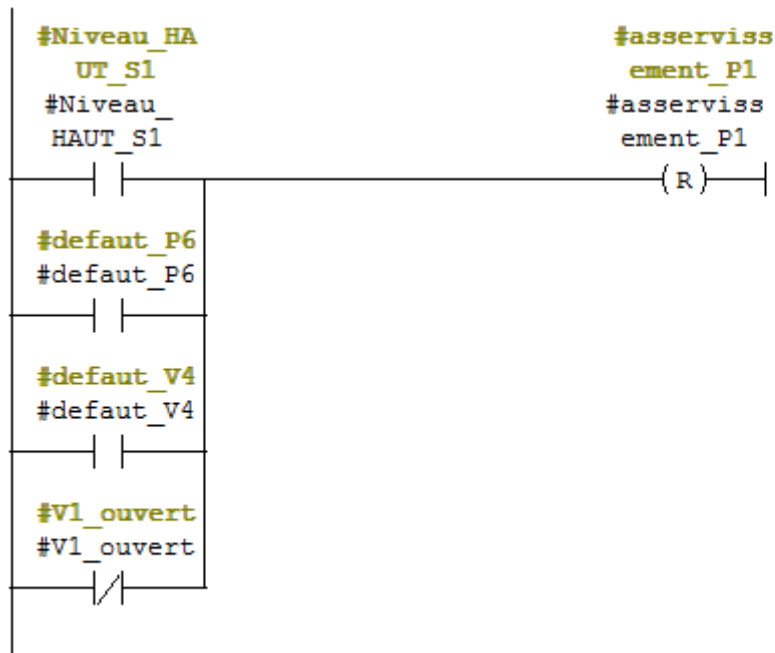 #Niveau_HA
UT_S1
#Niveau_
HAUT_S1
#asserviss
ement_P1
#asserviss
ement_P1
R
#defaut_P6
#defaut_P6
#defaut_V4
#defaut_V4
#V1_ouvert
#V1_ouvert